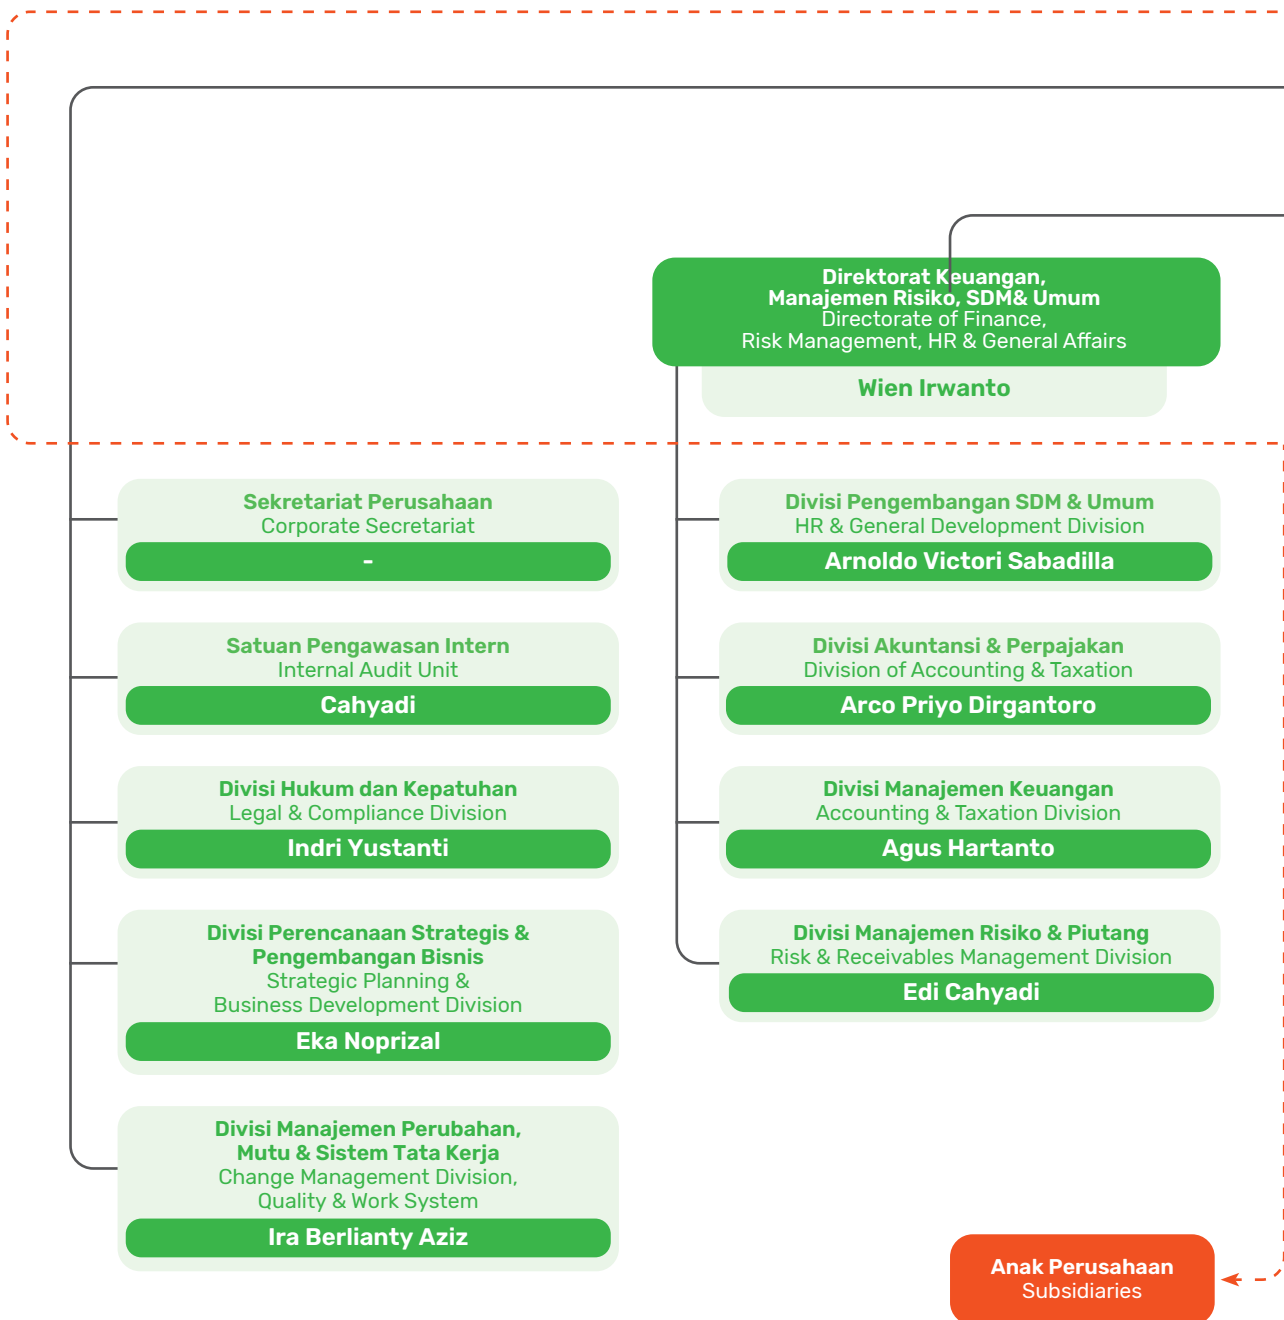 Direktorat Keuangan,
Manajemen Risiko, SDM& Umum
Directorate of Finance,
Risk Management, HR & General Affairs
Wien Irwanto
Sekretariat Perusahaan
Corporate Secretariat
-
Satuan Pengawasan Intern
Internal Audit Unit
Cahyadi
Divisi Hukum dan Kepatuhan
Legal & Compliance Division
Indri Yustanti
Divisi Perencanaan Strategis &
Pengembangan Bisnis
Strategic Planning &
Business Development Division
Eka Noprizal
Divisi Manajemen Perubahan,
Mutu & Sistem Tata Kerja
Change Management Division,
Quality & Work System
Ira Berlianty Aziz
Divisi Pengembangan SDM & Umum
HR & General Development Division
Arnoldo Victori Sabadilla
Divisi Akuntansi & Perpajakan
Division of Accounting & Taxation
Arco Priyo Dirgantoro
Divisi Manajemen Keuangan
Accounting & Taxation Division
Agus Hartanto
Divisi Manajemen Risiko & Piutang
Risk & Receivables Management Division
Edi Cahyadi
Anak Perusahaan
Subsidiaries